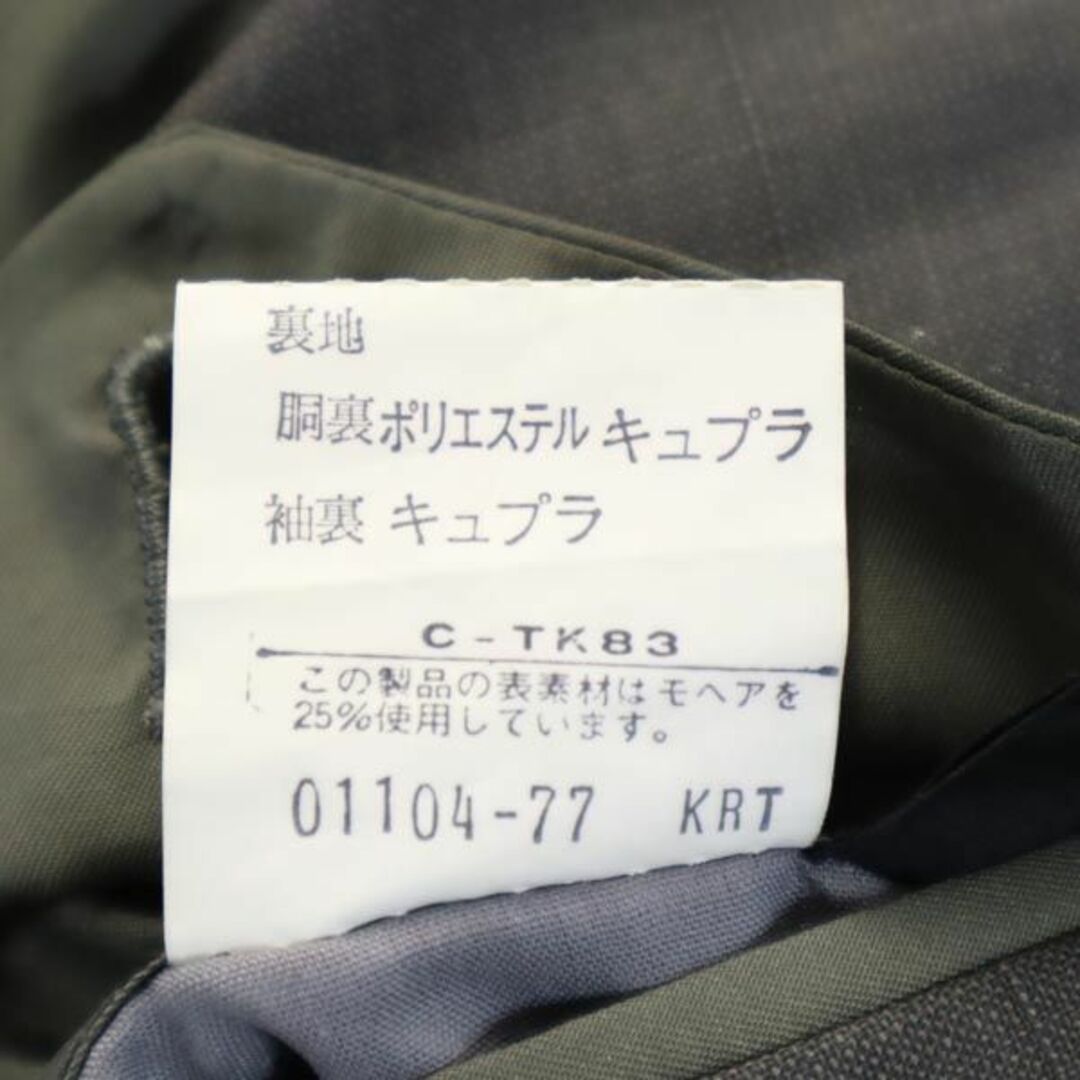 裏地
胴裏ポリエステル キュプラ
袖裏 キュプラ
C-TK83
この製品の表素材はモヘアを
25%使用しています。
01104-77 KRT